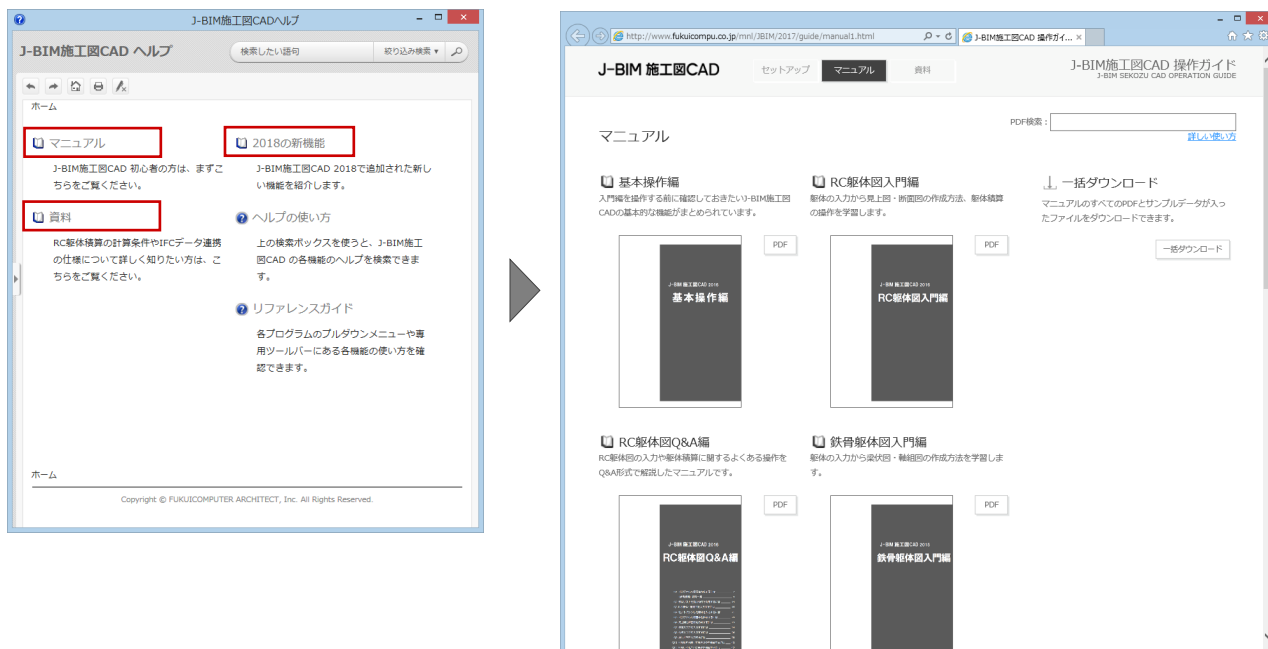 J-BIM施工図CADヘルプ
J-BIM施工図CAD ヘルプ
検索したい語句
絞り込み検索
ホーム
マニュアル
J-BIM施工図CAD 初心者の方は、まずこ
ちらをご覧ください。
2018の新機能
J-BIM施工図CAD 2018で追加された新し
い機能を紹介します。
資料
RC躯体積算の計算条件やIFCデータ連携
の仕様について詳しく知りたい方は、こ
ちらをご覧ください。
ヘルプの使い方
上の検索ボックスを使うと、J-BIM施工
図CAD の各機能のヘルプを検索できま
す。
リファレンスガイド
各プログラムのプルダウンメニューや専
用ツールバーにある各機能の使い方を確
認できます。
ホーム
Copyright © FUKUICOMPUTER ARCHITECT, Inc. All Rights Reserved.
http://www.fukuicompu.co.jp/mnl/JBIM/2017/guide/manual1.html
J-BIM施工図CAD 操作ガイ...
J-BIM 施工図CAD
セットアップ
マニュアル
資料
J-BIM施工図CAD 操作ガイド
J-BIM SEKOZU CAD OPERATION GUIDE
マニュアル
PDF検索：
詳しい使い方
基本操作編
入門編を操作する前に確認しておきたいJ-BIM施工図
CADの基本的な機能がまとめられています。
PDF
J-BIM 施工図CAD 2018
基本操作編
RC躯体図入門編
躯体の入力から見上図・断面図の作成方法、躯体積算
の操作を学習します。
PDF
J-BIM 施工図CAD 2018
RC躯体図入門編
一括ダウンロード
マニュアルのすべてのPDFとサンプルデータが入っ
たファイルをダウンロードできます。
一括ダウンロード
RC躯体図Q&A編
RC躯体図の入力や躯体積算に関するよくある操作を
Q&A形式で解説したマニュアルです。
PDF
J-BIM 施工図CAD 2018
RC躯体図Q&A編
鉄骨躯体図入門編
躯体の入力から梁伏図・軸組図の作成方法を学習しま
す。
PDF
J-BIM 施工図CAD 2018
鉄骨躯体図入門編